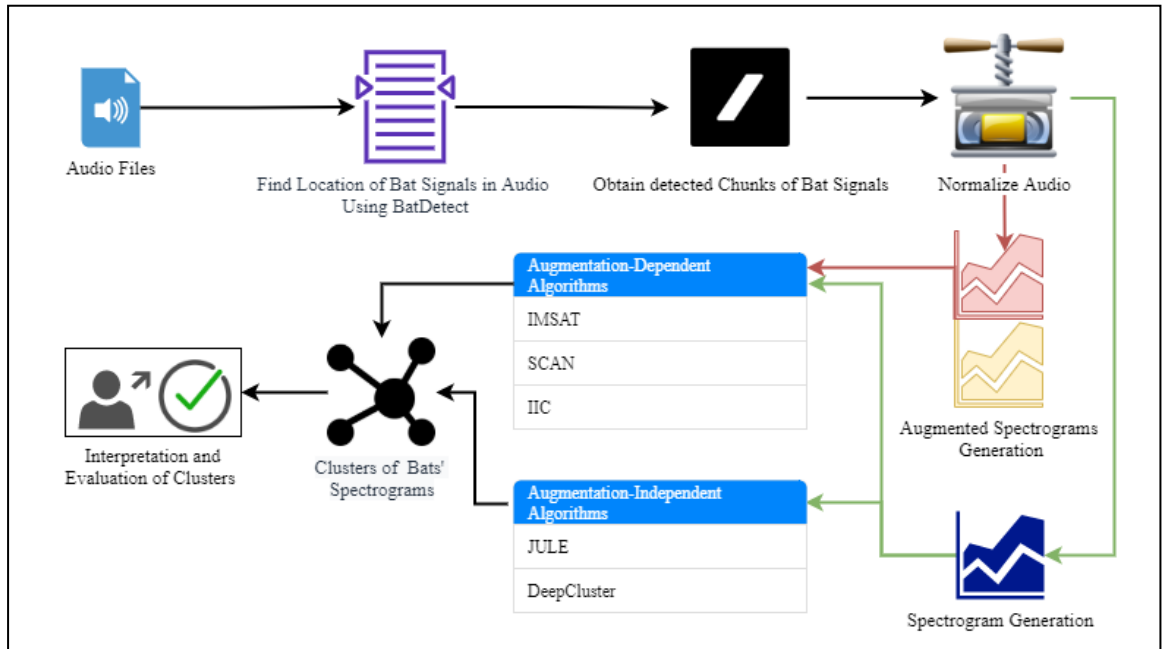 Audio Files
Find Location of Bat Signals in Audio
Using BatDetect
Obtain detected Chunks of Bat Signals
Normalize Audio
Augmentation-Dependent
Algorithms
IMSAT
SCAN
IIC
Augmented Spectrograms
Generation
Interpretation and
Evaluation of Clusters
Clusters of Bats'
Spectrograms
Augmentation-Independent
Algorithms
JULE
DeepCluster
Spectrogram Generation